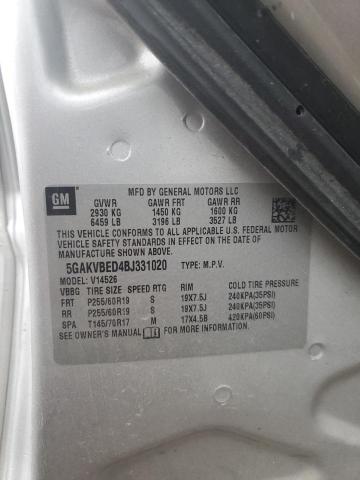 GM
MFD BY GENERAL MOTORS LLC
GVWR GAWR FRT GAWR RR
2930 KG 1450 KG 1600 KG
6459 LB 3196 LB 3527 LB
THIS VEHICLE CONFORMS TO ALL APPLICABLE U.S.
FEDERAL MOTOR VEHICLE SAFETY AND THEFT
PREVENTION STANDARDS IN EFFECT ON THE DATE OF
MANUFACTURE SHOWN ABOVE.
5GAKVBED4BJ331020 TYPE: M.P.V.
MODEL: V14526
VBBG TIRE SIZE SPEED RTG RIM COLD TIRE PRESSURE
FRT P255/60R19 S 19X7.5J 240KPA(35PSI)
RR P255/60R19 S 19X7.5J 240KPA(35PSI)
SPA T145/70R17 M 17X4.5B 420KPA(60PSI)
SEE OWNER'S MANUAL FOR ADDITIONAL INFORMATION.